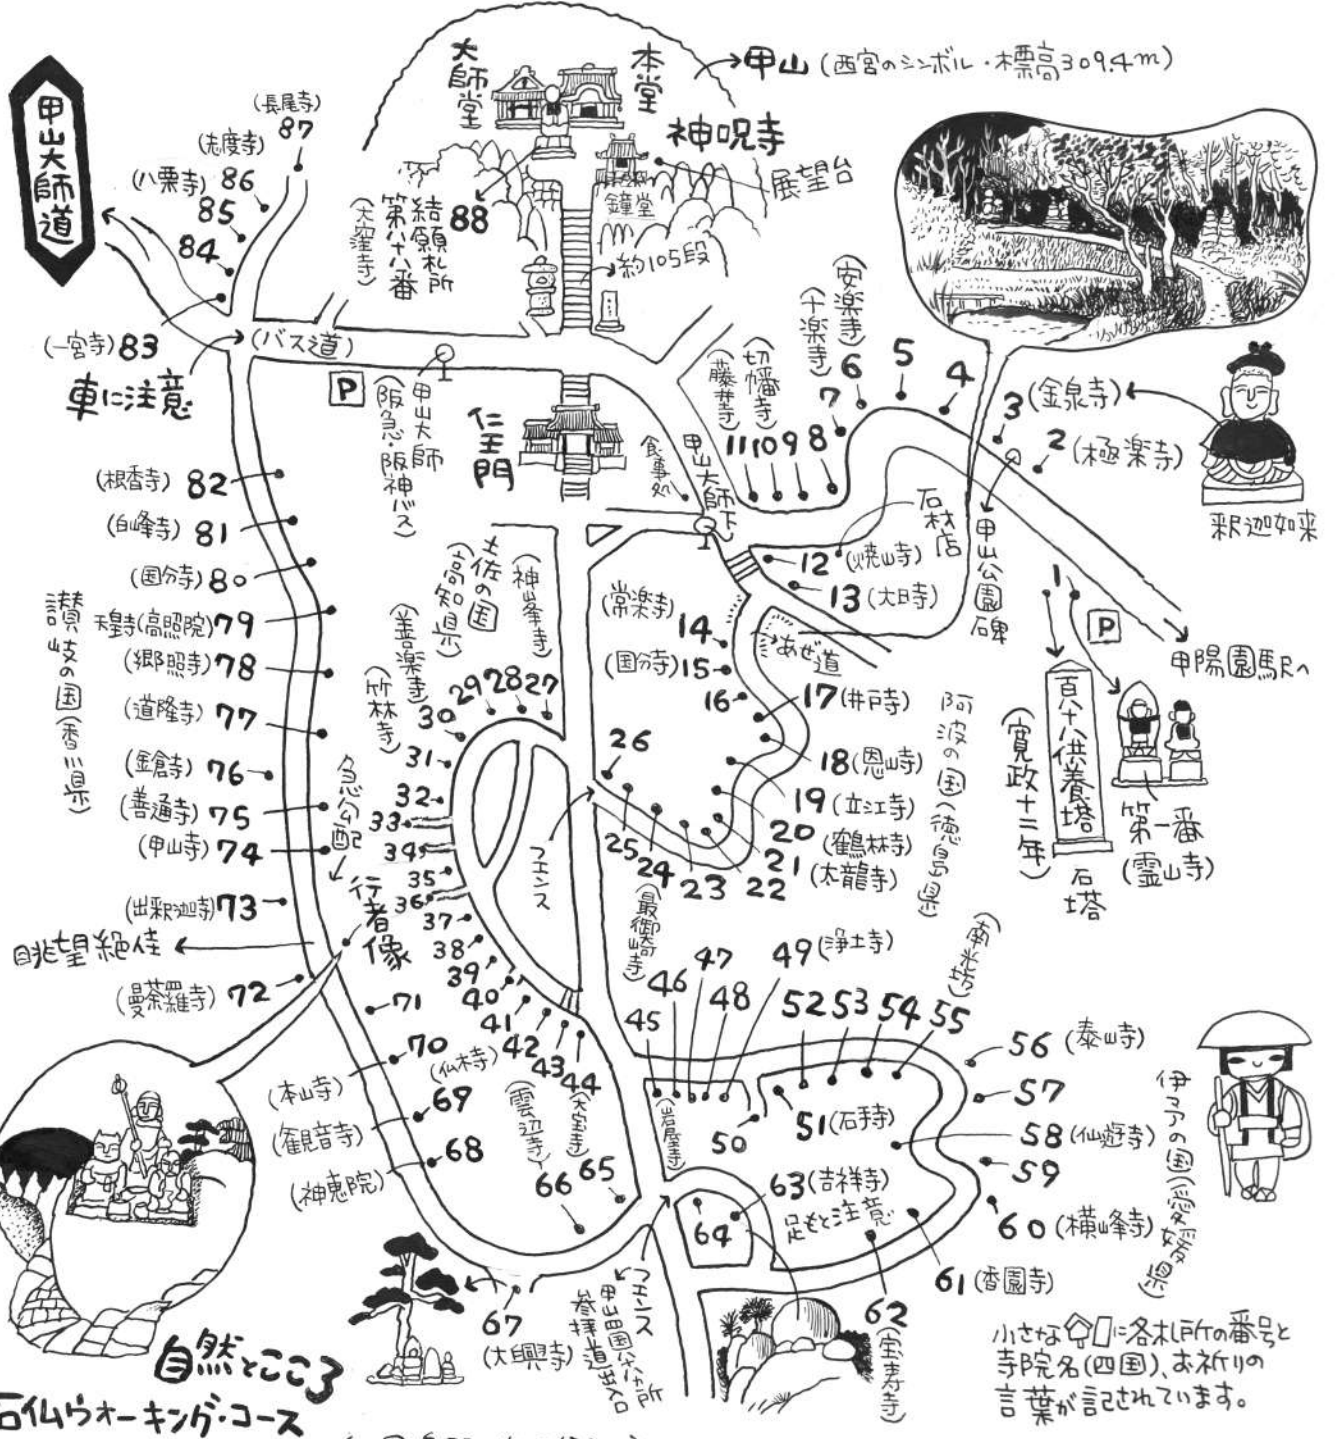 甲山大師道
甲山(西宮のシンボル・標高309.4m)
大師堂
本堂
神呪寺
展望台
鐘堂
約105段
結願札所
第八十八番
(大窪寺)
88
(長尾寺)
87
(志度寺)
86
(八栗寺)
85
84
(一宮寺)83
車に注意
(バス道)
P
甲山大師
(阪急・阪神バス)
仁王門
食事処
甲山大師下
(安楽寺)
(十楽寺)
(切幡寺)
(藤井寺)
11 10 9 8
7
6
5
4
3(金泉寺)
2(極楽寺)
釈迦如来
石材店
甲山公園碑
12(焼山寺)
13(大日寺)
1
P
甲陽園駅へ
百八十八供養塔
(寛政十二年)
石塔
第一番
(霊山寺)
(常楽寺)
14
(国分寺)15
16
あぜ道
17(井戸寺)
18(恩山寺)
19(立江寺)
20(鶴林寺)
21(太龍寺)
22
23
24
25
26
(最御崎寺)
阿波の国(徳島県)
フェンス
土佐の国
(高知県)
(神峯寺)
27
28
29
(善楽寺)
30
(竹林寺)
31
32
33
34
35
36
37
38
39
40
41
42
43
44
(大宝寺)
(仏木寺)
45
46
47
48
49(浄土寺)
(岩屋寺)
50
51(石手寺)
52
53
54
55
(南光坊)
56(泰山寺)
57
58(仙遊寺)
59
60(横峰寺)
61(香園寺)
62
(宝寿寺)
63(吉祥寺)
足もと注意
64
65
66
(雲辺寺)
67
(大興寺)
68
(神恵院)
69
(観音寺)
70
(本山寺)
71
(曼荼羅寺)72
眺望絶佳
(出釈迦寺)73
(甲山寺)74
(善通寺)75
(金倉寺)76
(道隆寺)77
(郷照寺)78
天皇寺(高照院)79
(国分寺)80
(白峰寺)81
(根香寺)82
讃岐の国(香川県)
急勾配
行者像
フェンス
甲山四国八十八ヶ所
参拝道出入口
小さな に各札所の番号と
寺院名(四国)、お祈りの
言葉が記されています。
自然とこころ
石仏ウォーキング・コース